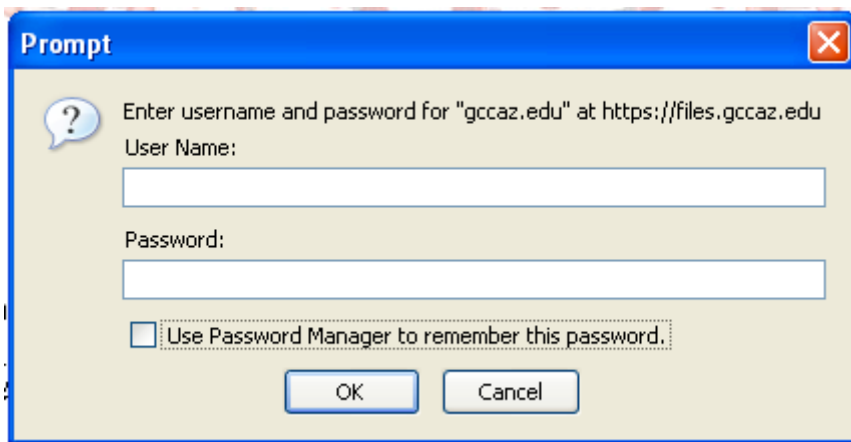 Prompt
Enter username and password for "gccaz.edu" at https://files.gccaz.edu
User Name:
Password:
Use Password Manager to remember this password.
OK
Cancel